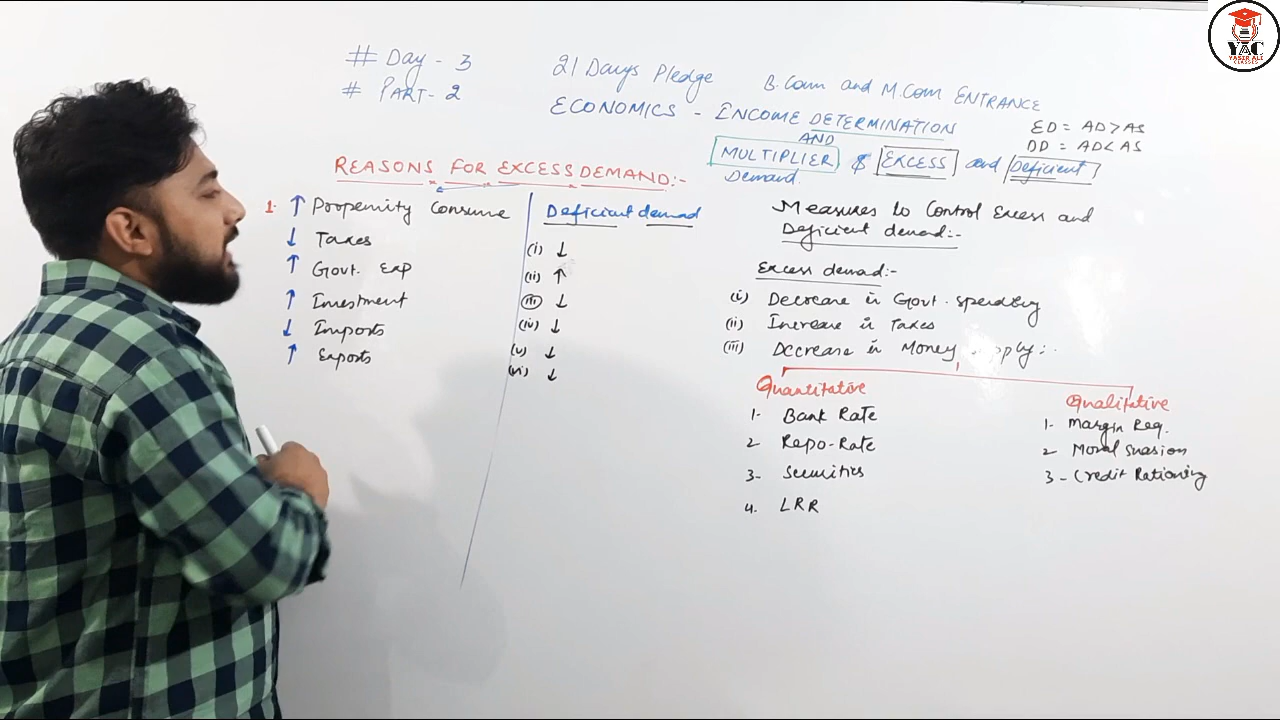 # Day - 3
# PART - 2
21 Days Pledge
B.Com and M.Com ENTRANCE
ECONOMICS - INCOME DETERMINATION
AND
MULTIPLIER, & EXCESS and Deficient
Demand.
ED = AD > AS
DD = AD < AS
REASONS FOR EXCESS DEMAND:-
1. ↑ Propensity Consume
↓ Taxes
↑ Govt. Exp
↑ Investment
↓ Imports
↑ Exports
Deficient demand
(i) ↓
(ii) ↑
(iii) ↓
(iv) ↓
(v) ↓
(vi) ↓
Measures to Control Excess and
Deficient demand:-
Excess demad:-
(i) Decrease in Govt. spending
(ii) Increase in Taxes
(iii) Decrease in Money
Quantitative
1- Bank Rate
2 Repo-Rate
3- Securities
4. LRR
Qualitative
1- Margin Req.
2- Moral Suasion
3- Credit Rationing
YAC
YASIR ALI
CLASSES